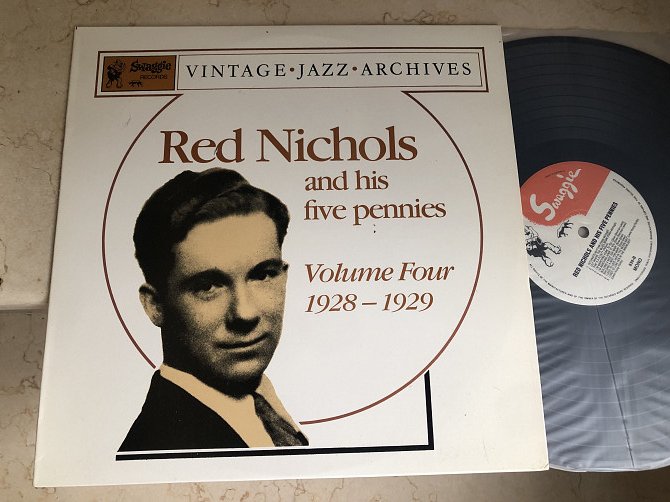 Swaggie
RECORDS
VINTAGE • JAZZ • ARCHIVES
Red Nichols
and his
five pennies
Volume Four
1928 – 1929
Swaggie
RED NICHOLS AND HIS FIVE PENNIES
MONO